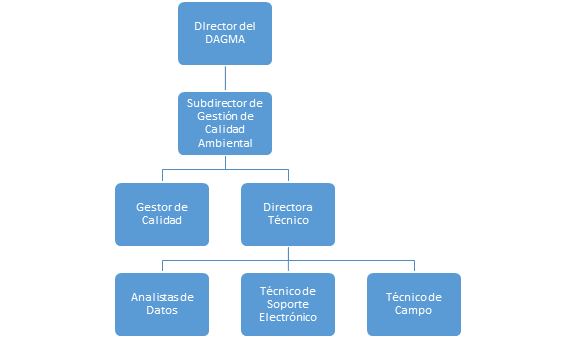 DIrector del
DAGMA
Subdirector de
Gestión de
Calidad
Ambiental
Gestor de
Calidad
Directora
Técnico
Analistas de
Datos
Técnico de
Soporte
Electrónico
Técnico de
Campo